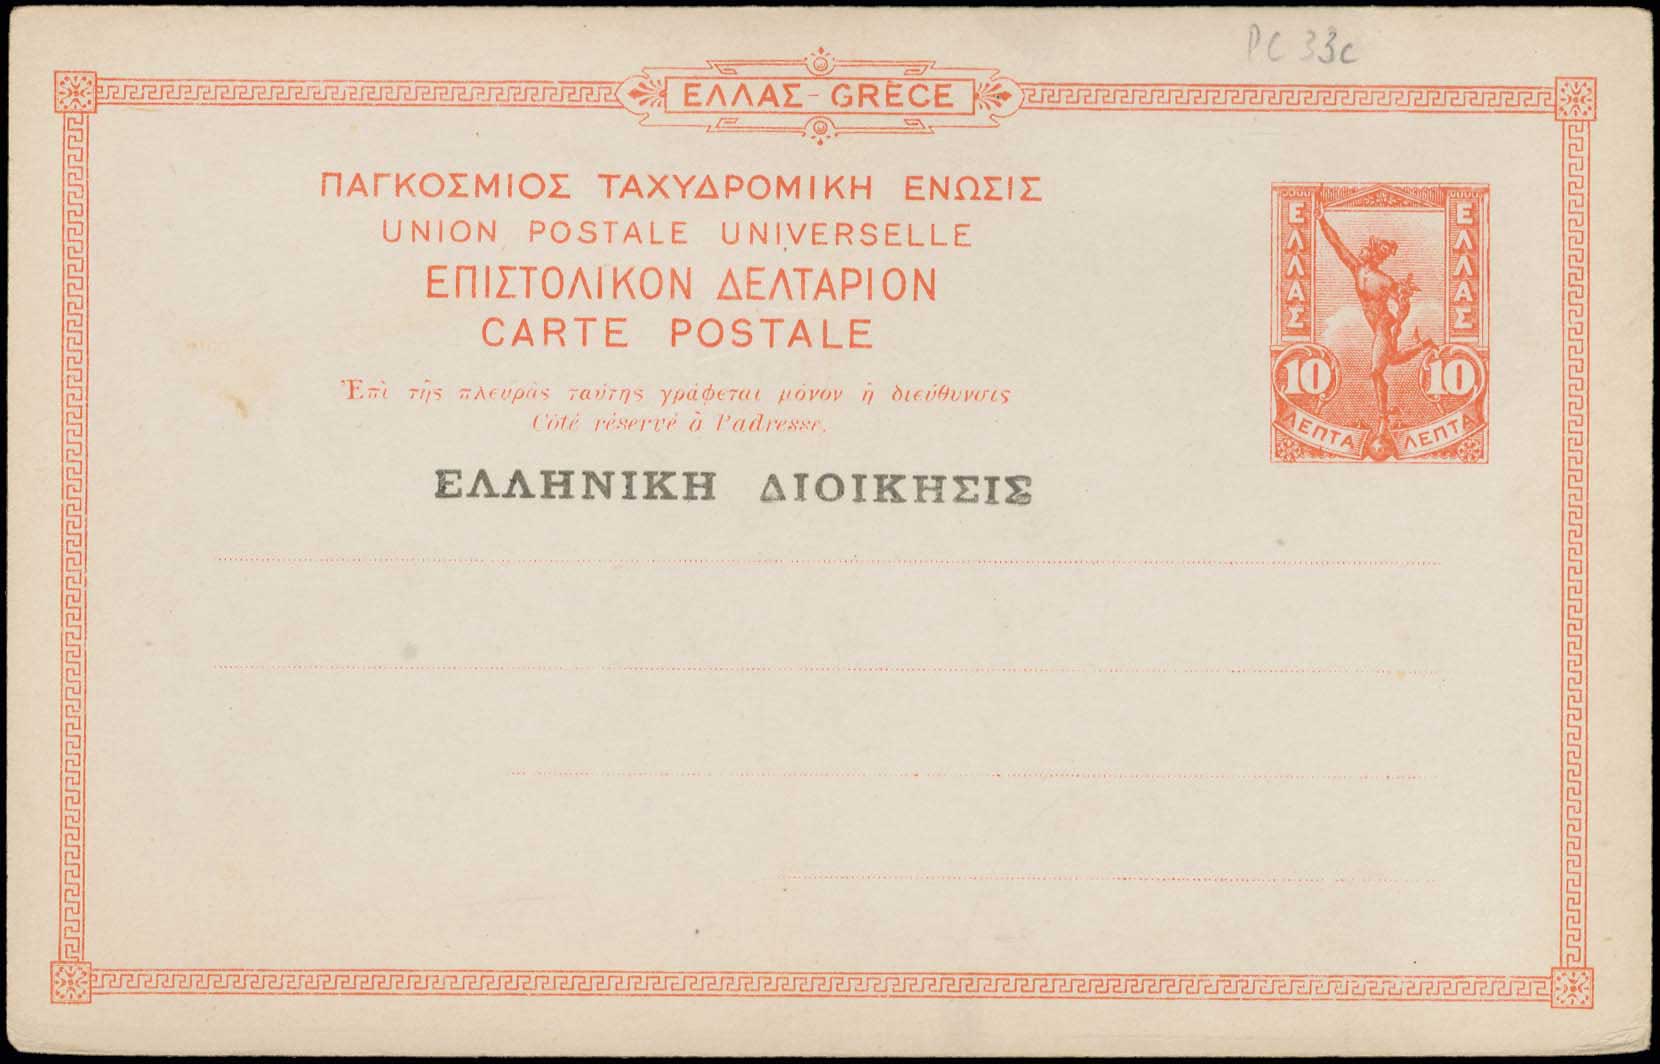 PC 33c
ΕΛΛΑΣ - GRÈCE
ΠΑΓΚΟΣΜΙΟΣ ΤΑΧΥΔΡΟΜΙΚΗ ΕΝΩΣΙΣ
UNION POSTALE UNIVERSELLE
ΕΠΙΣΤΟΛΙΚΟΝ ΔΕΛΤΑΡΙΟΝ
CARTE POSTALE
Ἐπὶ τῆς πλευρᾶς ταύτης γράφεται μόνον ἡ διεύθυνσις
Côté réservé à l'adresse.
ΕΛΛΗΝΙΚΗ ΔΙΟΙΚΗΣΙΣ
ΕΛΛΑΣ ΕΛΛΑΣ
10 10
ΛΕΠΤΑ ΛΕΠΤΑ